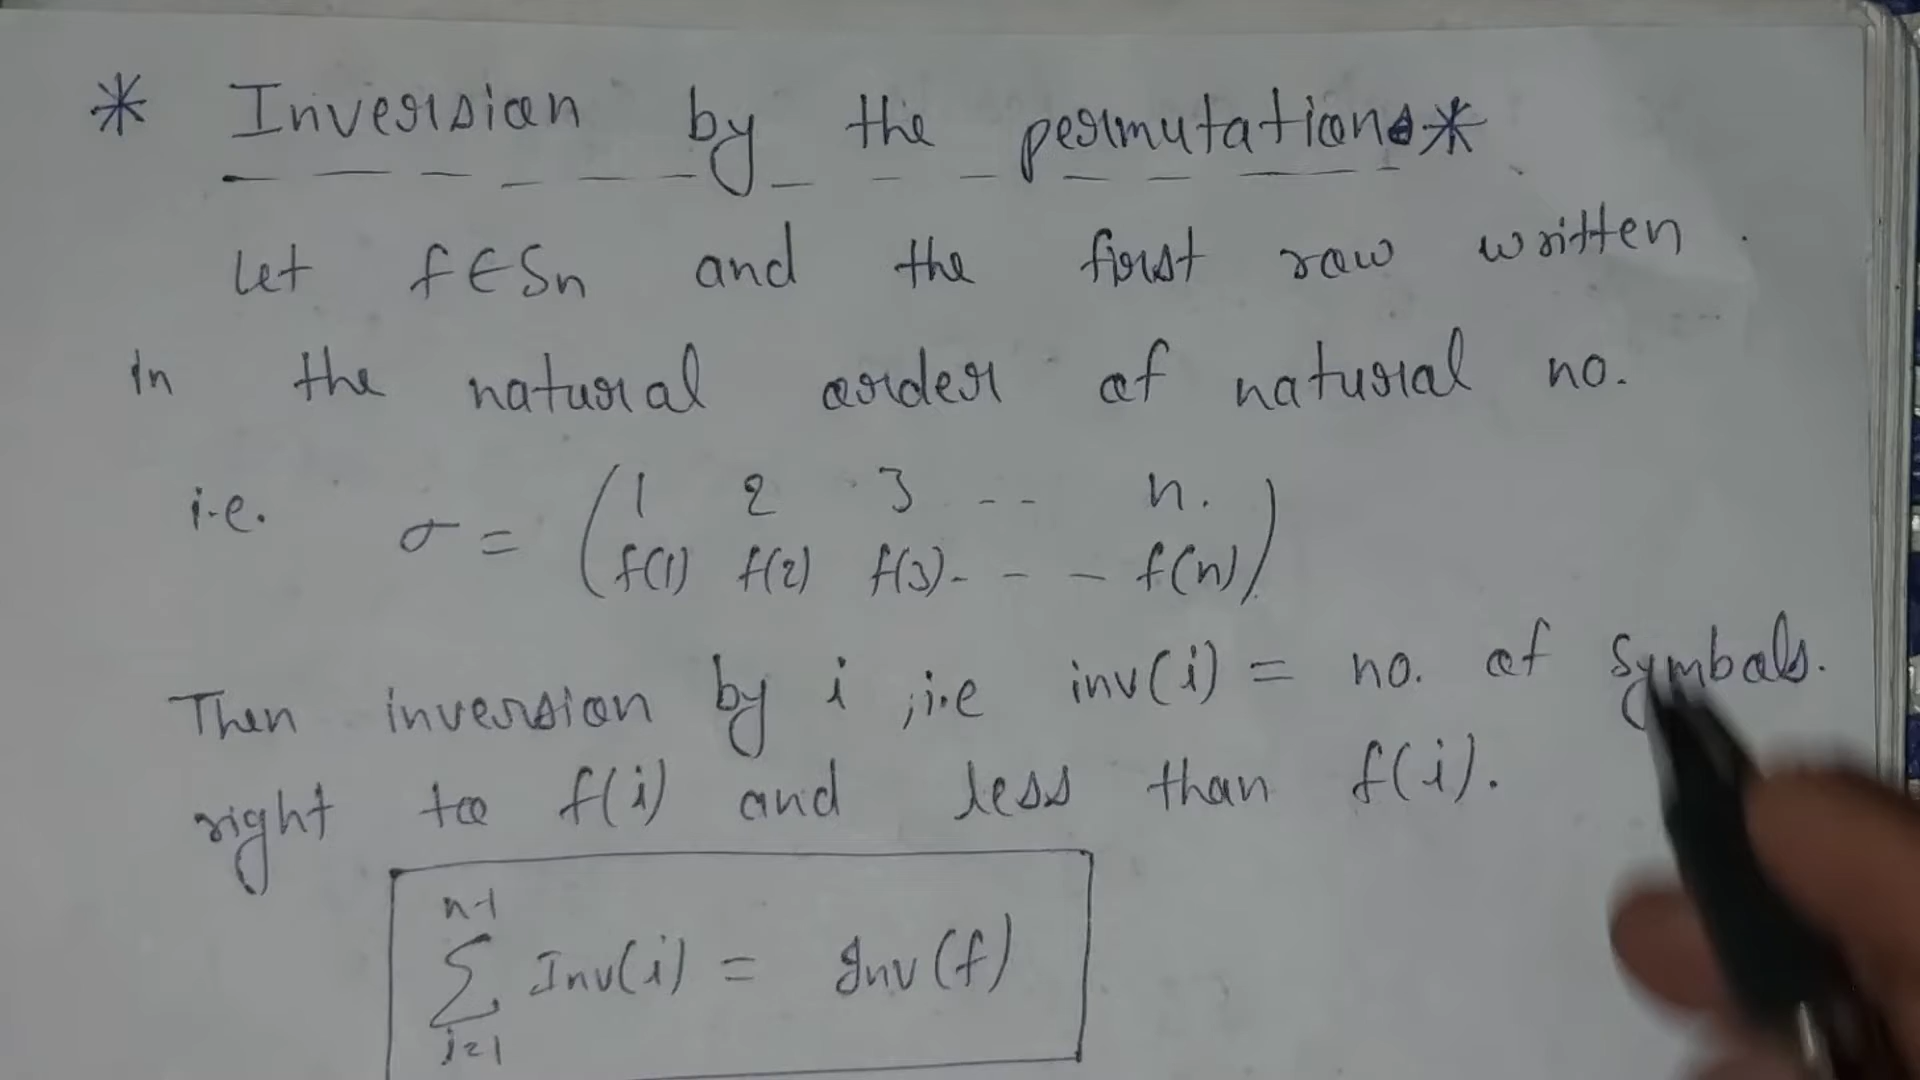 * Inversion by the permutations *
Let f∈Sn and the first row written
in the natural order of natural no.
i.e. σ = ( 1 2 3 -- n.
f(1) f(2) f(3) - - - f(n) )
Then inversion by i ,i.e inv(i) = no. of symbols.
right to f(i) and less than f(i).
n-1
∑ Inv(i) = Inv(f)
i=1